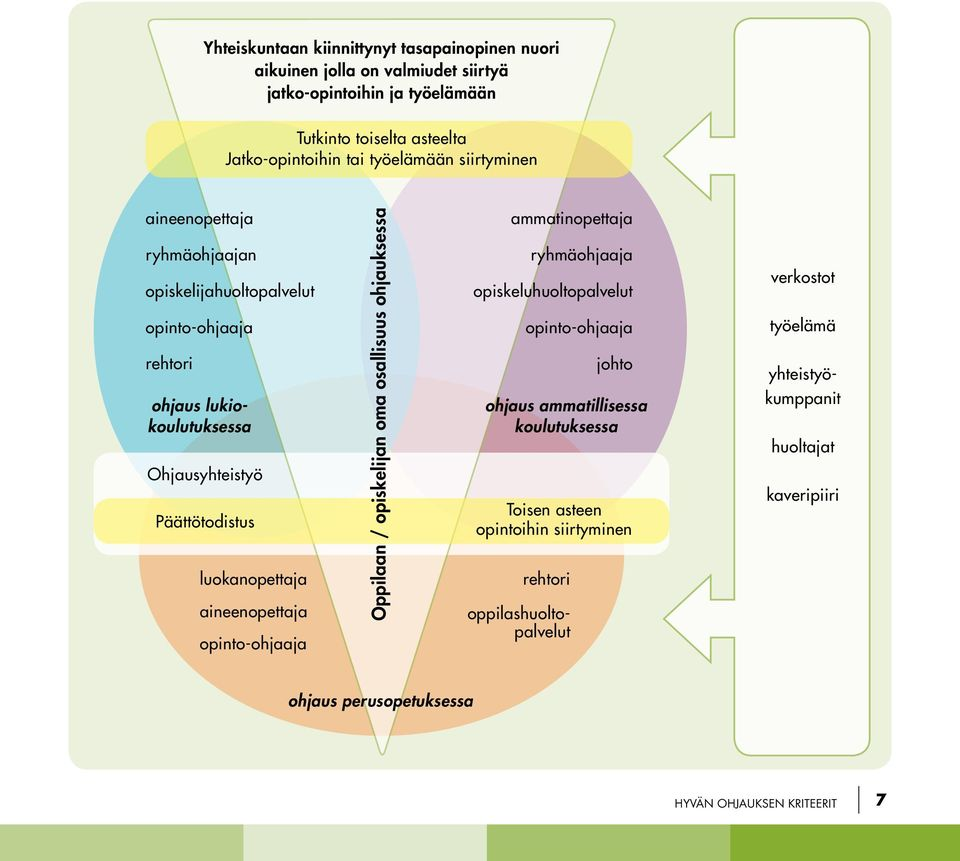 Yhteiskuntaan kiinnittynyt tasapainopinen nuori
aikuinen jolla on valmiudet siirtyä
jatko-opintoihin ja työelämään
Tutkinto toiselta asteelta
Jatko-opintoihin tai työelämään siirtyminen
aineenopettaja
ryhmäohjaajan
opiskelijahuoltopalvelut
opinto-ohjaaja
rehtori
ohjaus lukio-
koulutuksessa
Ohjausyhteistyö
Päättötodistus
luokanopettaja
aineenopettaja
opinto-ohjaaja
Oppilaan / opiskelijan oma osallisuus ohjauksessa
ammatinopettaja
ryhmäohjaaja
opiskeluhuoltopalvelut
opinto-ohjaaja
johto
ohjaus ammatillisessa
koulutuksessa
Toisen asteen
opintoihin siirtyminen
rehtori
oppilashuolto-
palvelut
ohjaus perusopetuksessa
verkostot
työelämä
yhteistyö-
kumppanit
huoltajat
kaveripiiri
HYVÄN OHJAUKSEN KRITEERIT
7